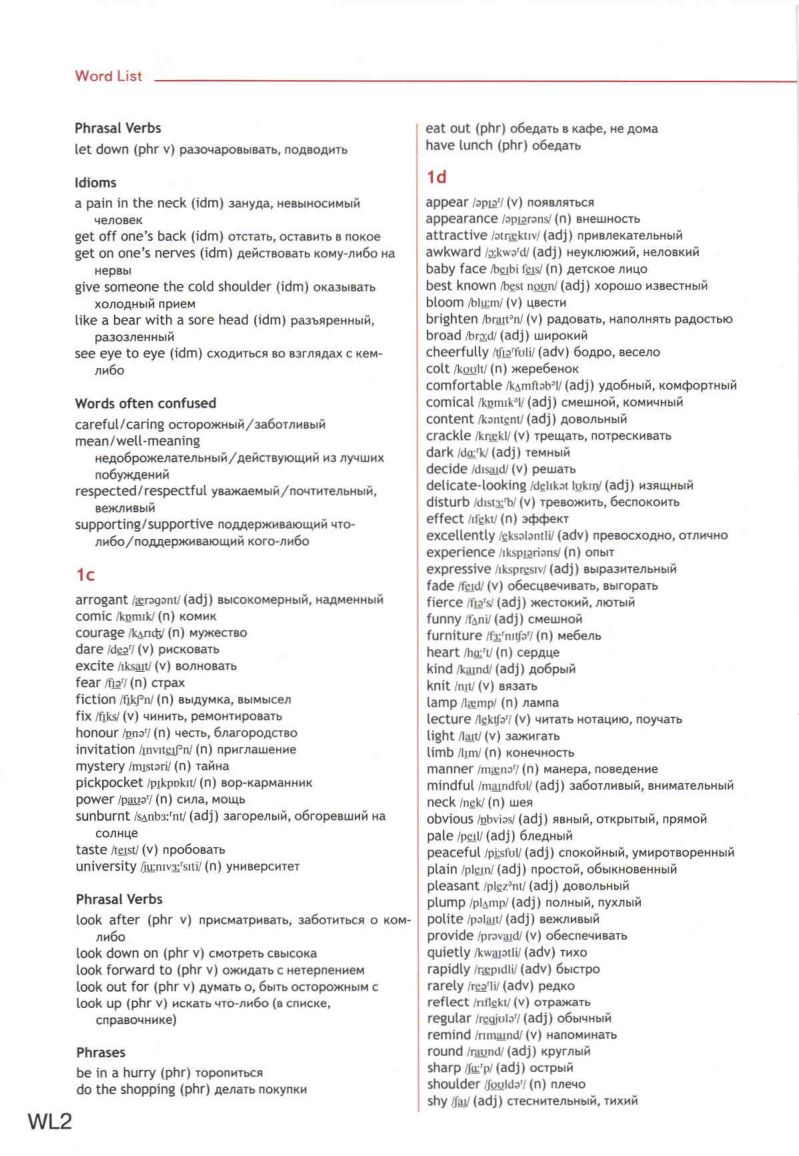 Word List
Phrasal Verbs
let down (phr v) разочаровывать, подводить
Idioms
a pain in the neck (idm) зануда, невыносимый
человек
get off one's back (idm) отстать, оставить в покое
get on one's nerves (idm) действовать кому-либо на
нервы
give someone the cold shoulder (idm) оказывать
холодный прием
like a bear with a sore head (idm) разъяренный,
разозленный
see eye to eye (idm) сходиться во взглядах с кем-
либо
Words often confused
careful/caring осторожный/заботливый
mean/well-meaning
недоброжелательный/действующий из лучших
побуждений
respected/respectful уважаемый/почтительный,
вежливый
supporting/supportive поддерживающий что-
либо/поддерживающий кого-либо
1c
arrogant /ærəgənt/ (adj) высокомерный, надменный
comic /kɒmɪk/ (n) комик
courage /kʌrɪdʒ/ (n) мужество
dare /deəʳ/ (v) рисковать
excite /ɪksaɪt/ (v) волновать
fear /fɪəʳ/ (n) страх
fiction /fɪkʃᵊn/ (n) выдумка, вымысел
fix /fɪks/ (v) чинить, ремонтировать
honour /ɒnəʳ/ (n) честь, благородство
invitation /ɪnvɪteɪʃᵊn/ (n) приглашение
mystery /mɪstəri/ (n) тайна
pickpocket /pɪkpɒkɪt/ (n) вор-карманник
power /paʊəʳ/ (n) сила, мощь
sunburnt /sʌnbɜːʳnt/ (adj) загорелый, обгоревший на
солнце
taste /teɪst/ (v) пробовать
university /juːnɪvɜːʳsɪti/ (n) университет
Phrasal Verbs
look after (phr v) присматривать, заботиться о ком-
либо
look down on (phr v) смотреть свысока
look forward to (phr v) ожидать с нетерпением
look out for (phr v) думать о, быть осторожным с
look up (phr v) искать что-либо (в списке,
справочнике)
Phrases
be in a hurry (phr) торопиться
do the shopping (phr) делать покупки
eat out (phr) обедать в кафе, не дома
have lunch (phr) обедать
1d
appear /əpɪəʳ/ (v) появляться
appearance /əpɪərəns/ (n) внешность
attractive /ətræktɪv/ (adj) привлекательный
awkward /ɔːkwəʳd/ (adj) неуклюжий, неловкий
baby face /beɪbi feɪs/ (n) детское лицо
best known /best noʊn/ (adj) хорошо известный
bloom /bluːm/ (v) цвести
brighten /braɪtᵊn/ (v) радовать, наполнять радостью
broad /brɔːd/ (adj) широкий
cheerfully /tʃɪəʳfʊli/ (adv) бодро, весело
colt /koʊlt/ (n) жеребенок
comfortable /kʌmftəbᵊl/ (adj) удобный, комфортный
comical /kɒmɪkᵊl/ (adj) смешной, комичный
content /kəntent/ (adj) довольный
crackle /krækl/ (v) трещать, потрескивать
dark /dɑːʳk/ (adj) темный
decide /dɪsaɪd/ (v) решать
delicate-looking /delɪkət lʊkɪŋ/ (adj) изящный
disturb /dɪstɜːʳb/ (v) тревожить, беспокоить
effect /ɪfekt/ (n) эффект
excellently /eksələntli/ (adv) превосходно, отлично
experience /ɪkspɪəriəns/ (n) опыт
expressive /ɪkspresɪv/ (adj) выразительный
fade /feɪd/ (v) обесцвечивать, выгорать
fierce /fɪəʳs/ (adj) жестокий, лютый
funny /fʌni/ (adj) смешной
furniture /fɜːʳnɪtʃəʳ/ (n) мебель
heart /hɑːʳt/ (n) сердце
kind /kaɪnd/ (adj) добрый
knit /nɪt/ (v) вязать
lamp /læmp/ (n) лампа
lecture /lektʃəʳ/ (v) читать нотацию, поучать
light /laɪt/ (v) зажигать
limb /lɪm/ (n) конечность
manner /mænəʳ/ (n) манера, поведение
mindful /maɪndfʊl/ (adj) заботливый, внимательный
neck /nek/ (n) шея
obvious /ɒbviəs/ (adj) явный, открытый, прямой
pale /peɪl/ (adj) бледный
peaceful /piːsfʊl/ (adj) спокойный, умиротворенный
plain /pleɪn/ (adj) простой, обыкновенный
pleasant /plezᵊnt/ (adj) довольный
plump /plʌmp/ (adj) полный, пухлый
polite /pəlaɪt/ (adj) вежливый
provide /prəvaɪd/ (v) обеспечивать
quietly /kwaɪətli/ (adv) тихо
rapidly /ræpɪdli/ (adv) быстро
rarely /reəʳli/ (adv) редко
reflect /rɪflekt/ (v) отражать
regular /regjʊləʳ/ (adj) обычный
remind /rɪmaɪnd/ (v) напоминать
round /raʊnd/ (adj) круглый
sharp /ʃɑːʳp/ (adj) острый
shoulder /ʃoʊldəʳ/ (n) плечо
shy /ʃaɪ/ (adj) стеснительный, тихий
WL2